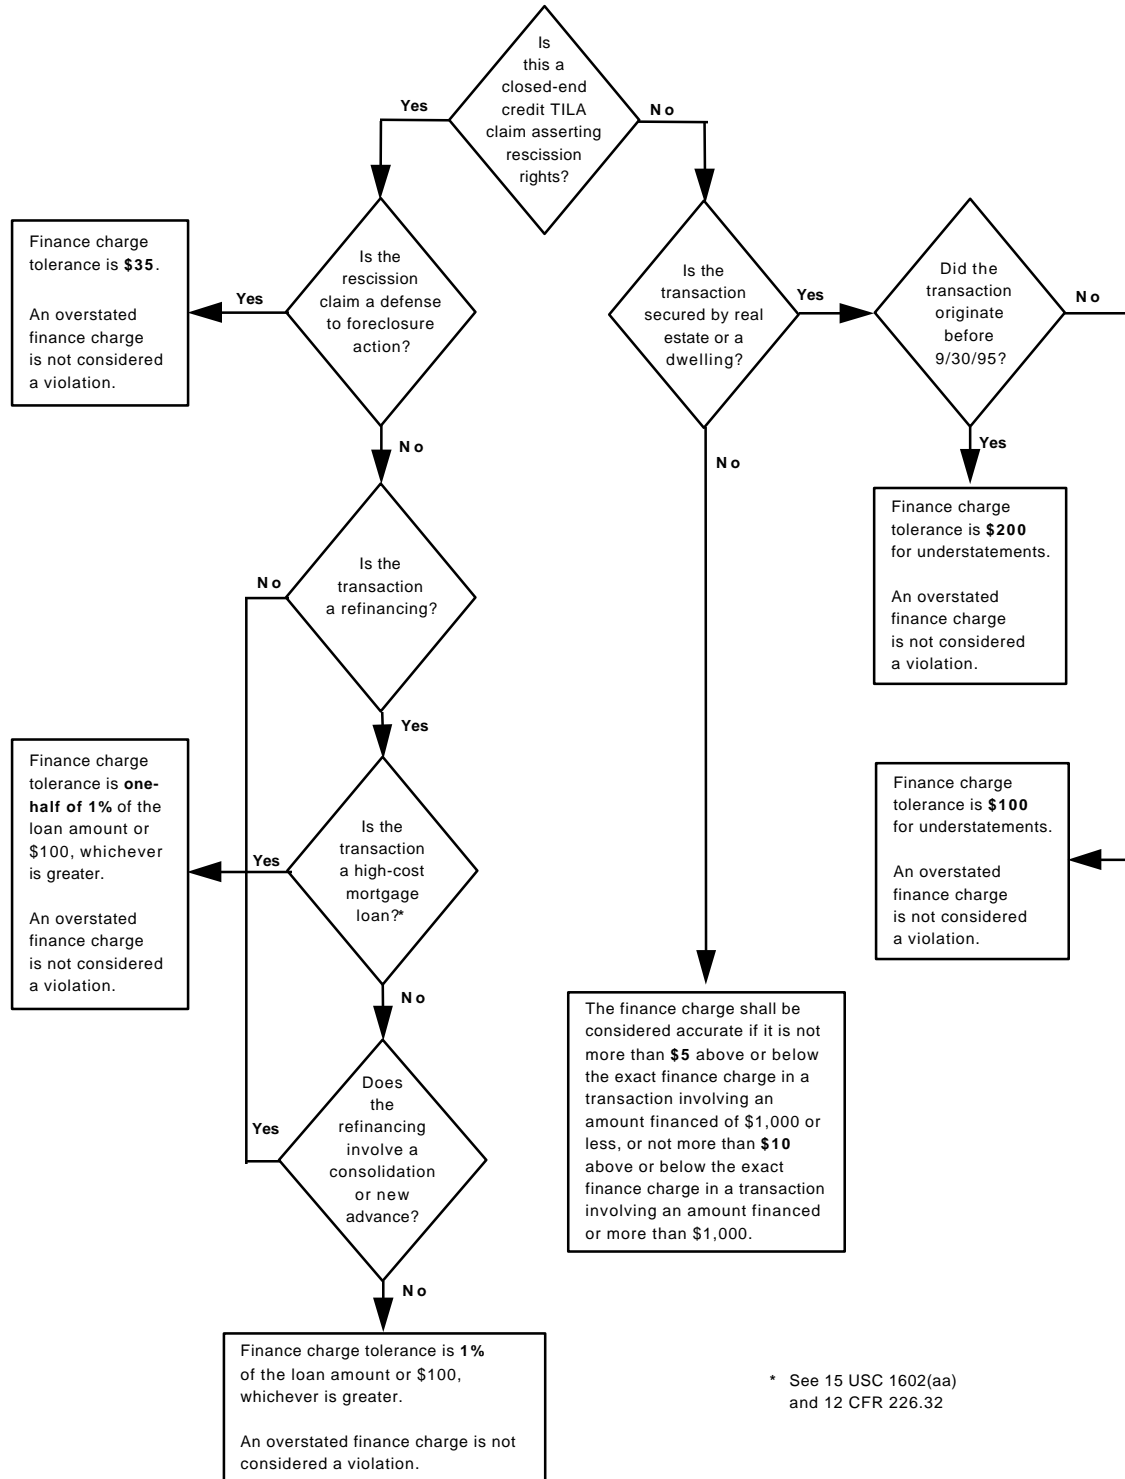 Is
this a
closed-end
credit TILA
claim asserting
rescission
rights?
Yes
No
Finance charge
tolerance is $35.
An overstated
finance charge
is not considered
a violation.
Yes
Is the
rescission
claim a defense
to foreclosure
action?
Is the
transaction
secured by real
estate or a
dwelling?
Yes
Did the
transaction
originate
before
9/30/95?
No
No
No
Yes
Finance charge
tolerance is $200
for understatements.
An overstated
finance charge
is not considered
a violation.
No
Is the
transaction
a refinancing?
Yes
Finance charge
tolerance is one-
half of 1% of the
loan amount or
$100, whichever
is greater.
An overstated
finance charge
is not considered
a violation.
Yes
Is the
transaction
a high-cost
mortgage
loan?*
Finance charge
tolerance is $100
for understatements.
An overstated
finance charge
is not considered
a violation.
No
Yes
Does
the
refinancing
involve a
consolidation
or new
advance?
The finance charge shall be
considered accurate if it is not
more than $5 above or below
the exact finance charge in a
transaction involving an
amount financed of $1,000 or
less, or not more than $10
above or below the exact
finance charge in a transaction
involving an amount financed
or more than $1,000.
No
Finance charge tolerance is 1%
of the loan amount or $100,
whichever is greater.
An overstated finance charge is not
considered a violation.
* See 15 USC 1602(aa)
and 12 CFR 226.32